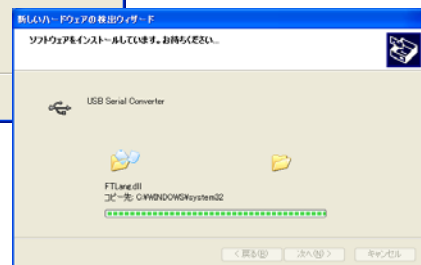 新しいハードウェアの検出ウィザード
ソフトウェアをインストールしています。お待ちください...
USB Serial Converter
FTLang.dll
コピー先: C:¥WINDOWS¥system32
< 戻る(B) 次へ(N) > キャンセル